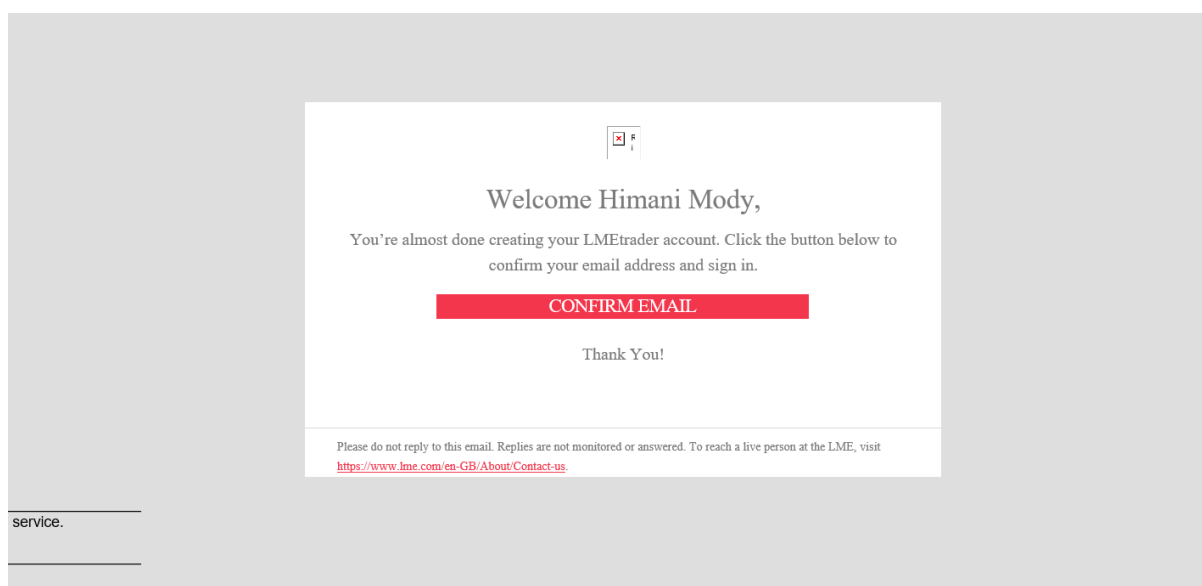 Welcome Himani Mody,
You’re almost done creating your LMEtrader account. Click the button below to
confirm your email address and sign in.
CONFIRM EMAIL
Thank You!
Please do not reply to this email. Replies are not monitored or answered. To reach a live person at the LME, visit
https://www.lme.com/en-GB/About/Contact-us.
service.